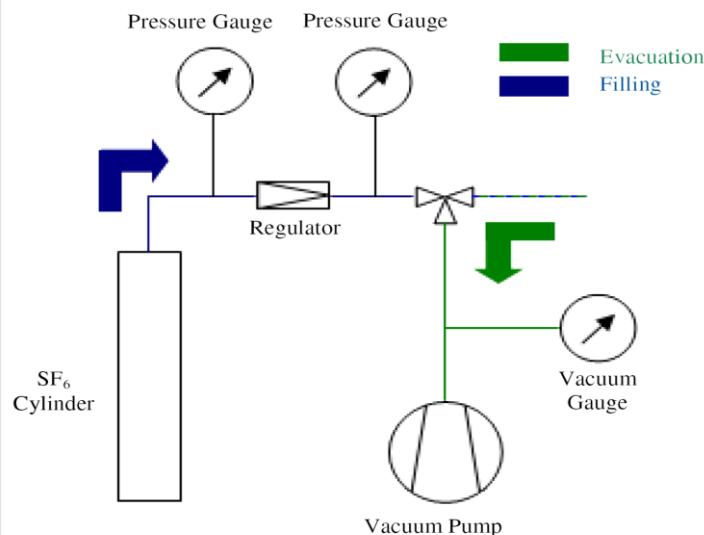 Pressure Gauge
Pressure Gauge
Evacuation
Filling
Regulator
SF₆
Cylinder
Vacuum
Gauge
Vacuum Pump